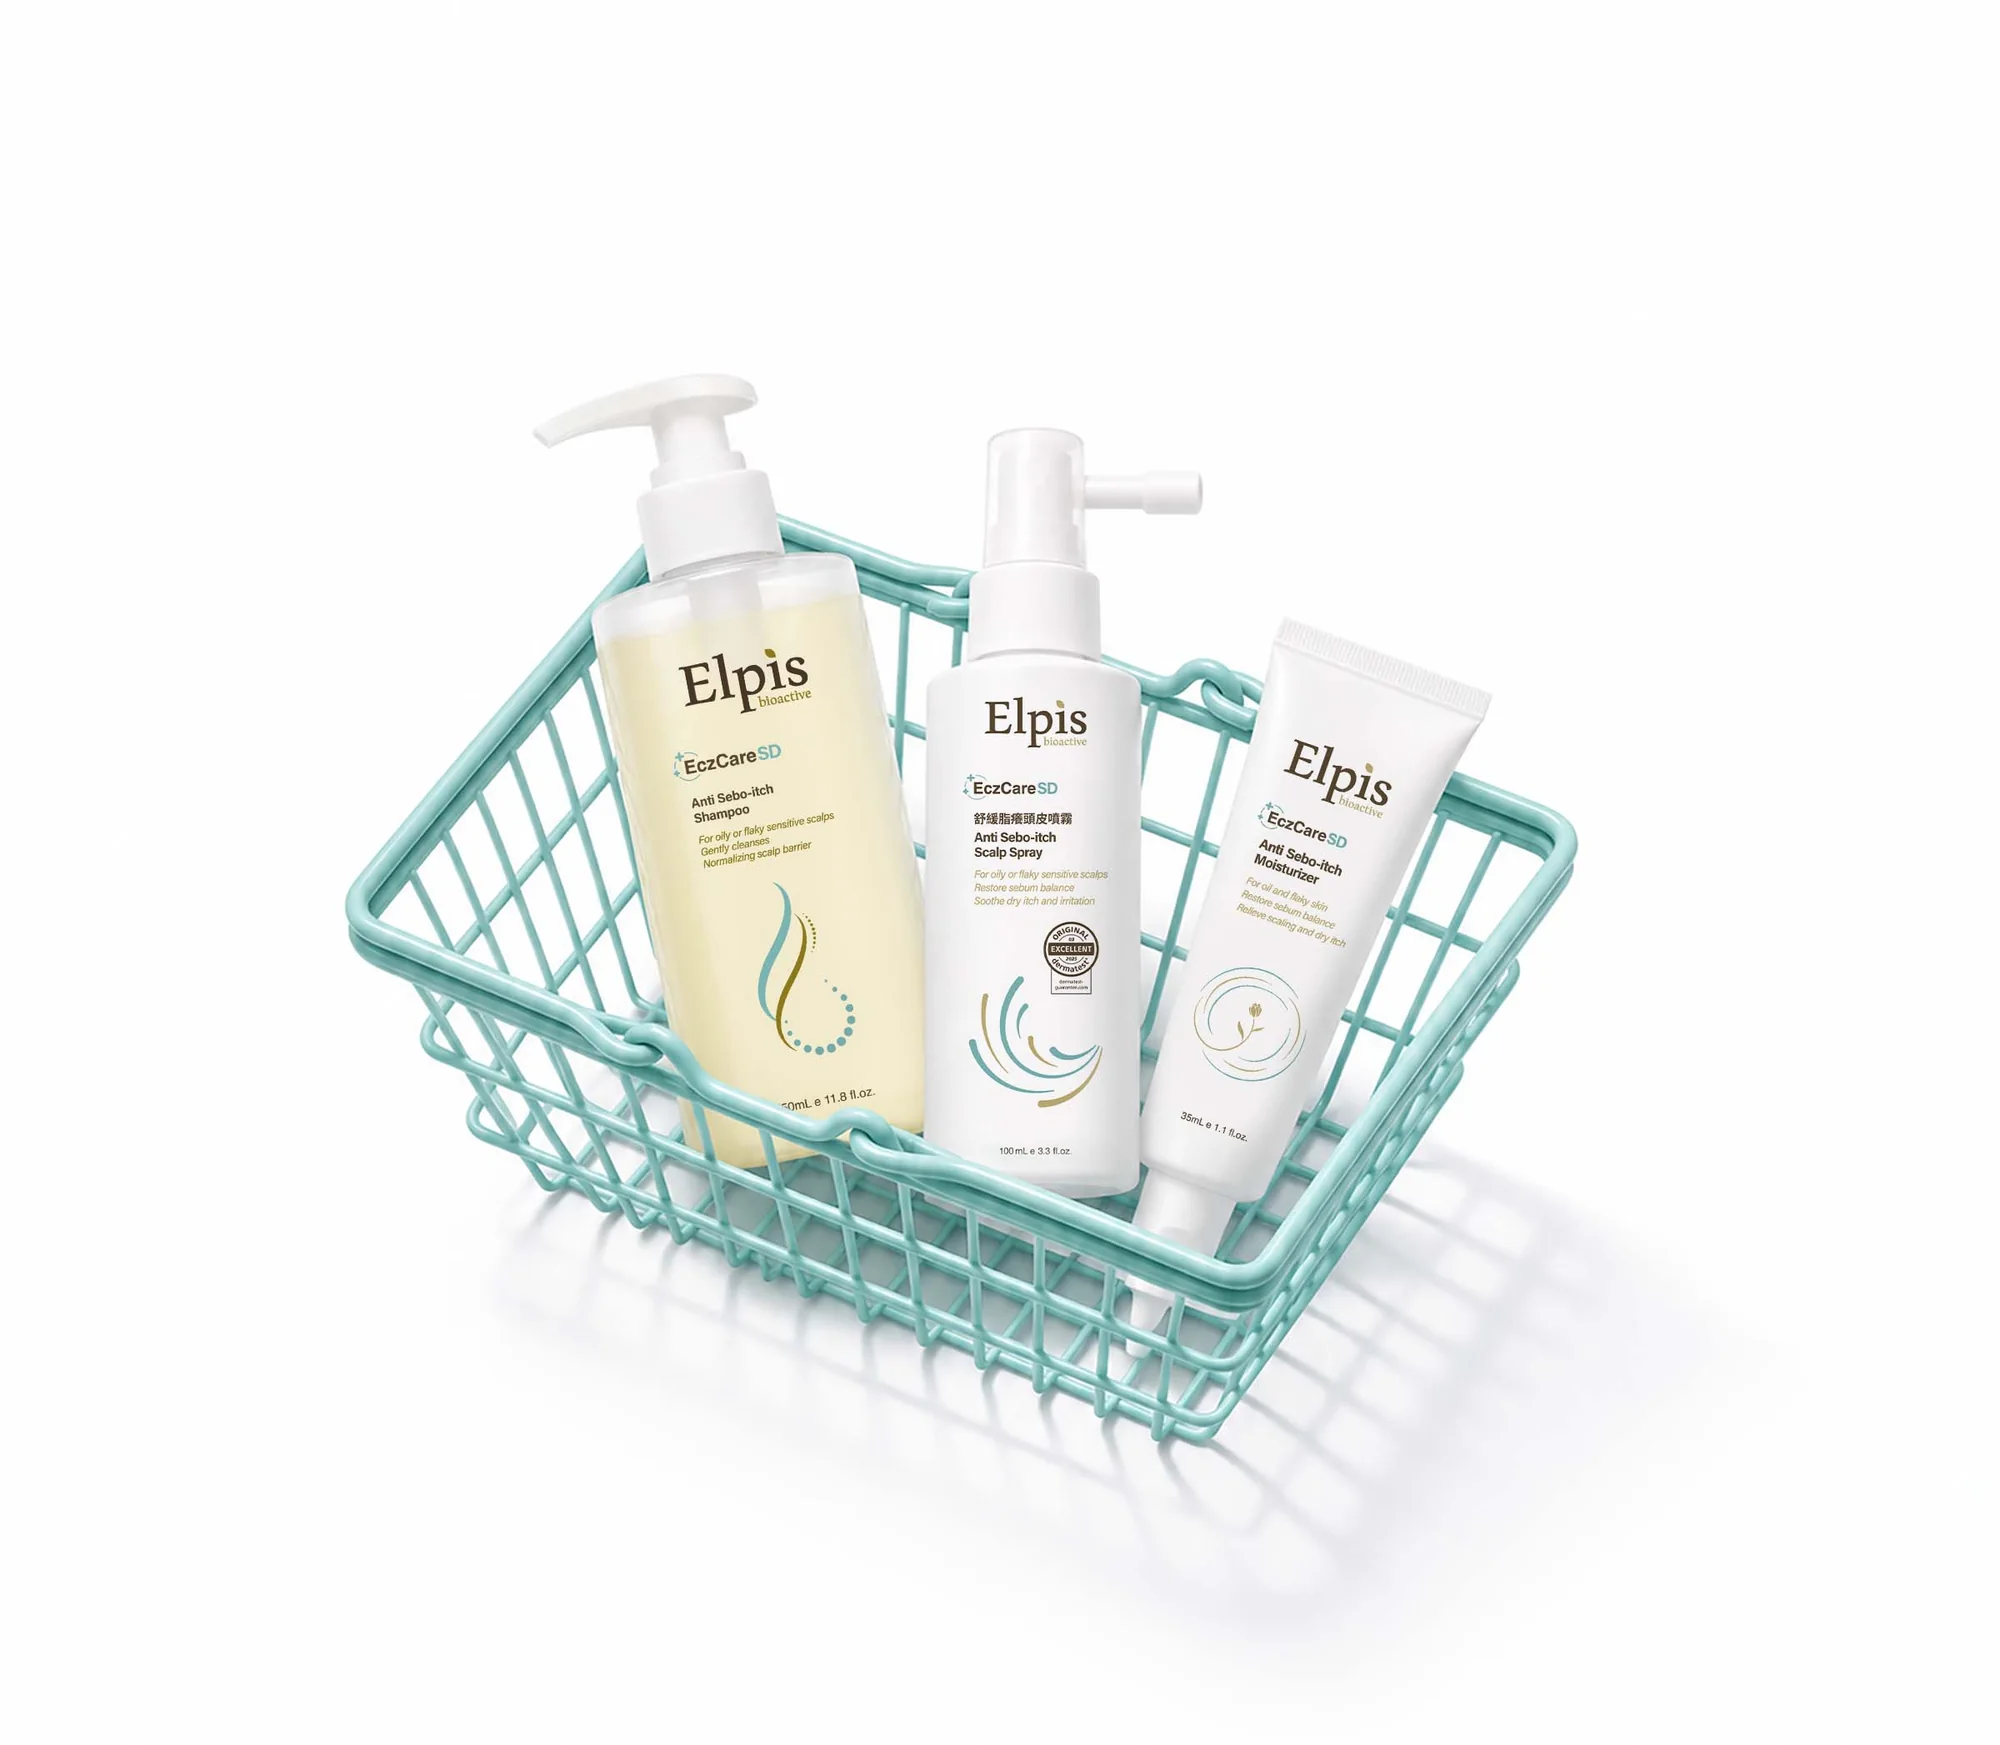 Elpis
bioactive
EczCareSD
Anti Sebo-itch
Shampoo
For oily or flaky sensitive scalps
Gently cleanses
Normalizing scalp barrier
50mL e 11.8 fl.oz.
Elpis
bioactive
EczCareSD
舒緩脂癢頭皮噴霧
Anti Sebo-itch
Scalp Spray
For oily or flaky sensitive scalps
Restore sebum balance
Soothe dry itch and irritation
ORIGINAL
EXCELLENT
2025
dermatest®
dermatest-
guarantee.com
100 mL e 3.3 fl.oz.
Elpis
bioactive
EczCareSD
Anti Sebo-itch
Moisturizer
For oil and flaky skin
Restore sebum balance
Relieve scaling and dry itch
35mL e 1.1 fl.oz.